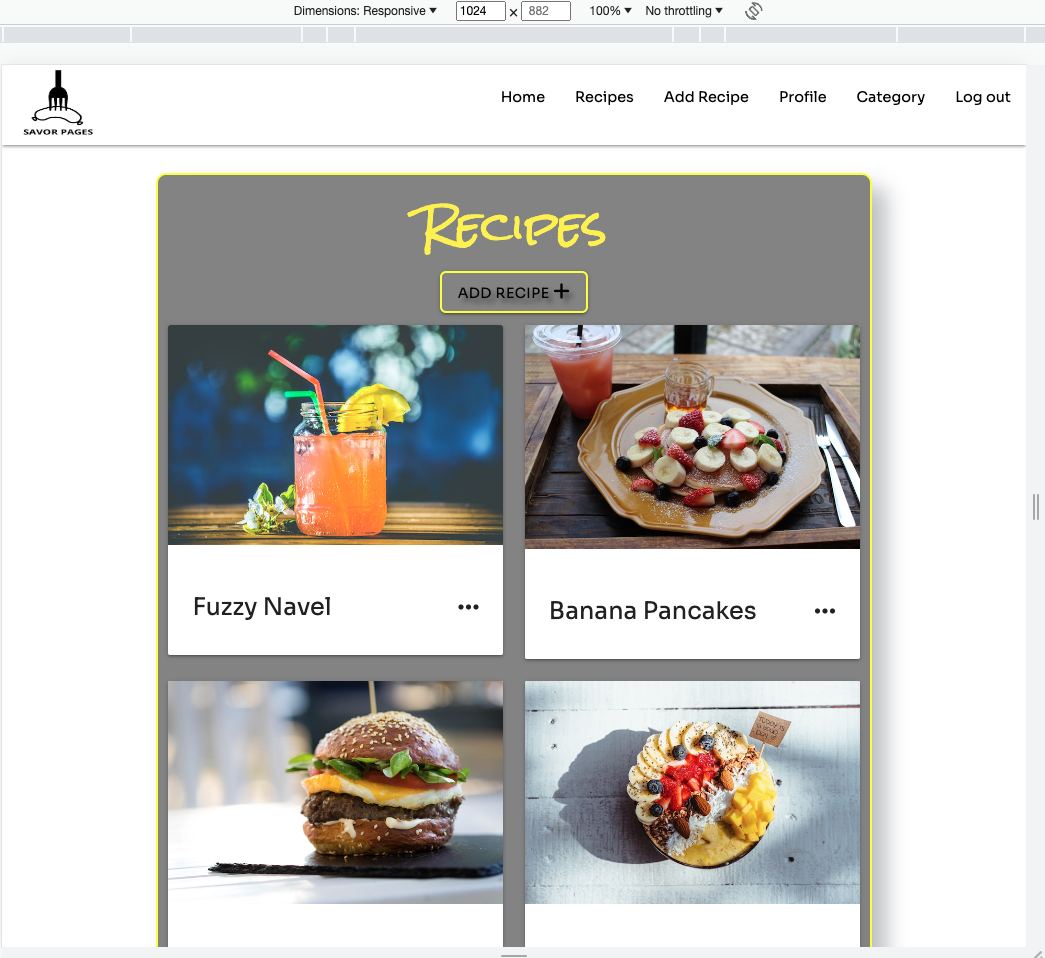 Dimensions: Responsive ▼ 1024 × 882 100% ▼ No throttling ▼
SAVOR PAGES
Home Recipes Add Recipe Profile Category Log out
Recipes
ADD RECIPE +
Fuzzy Navel •••
Banana Pancakes •••